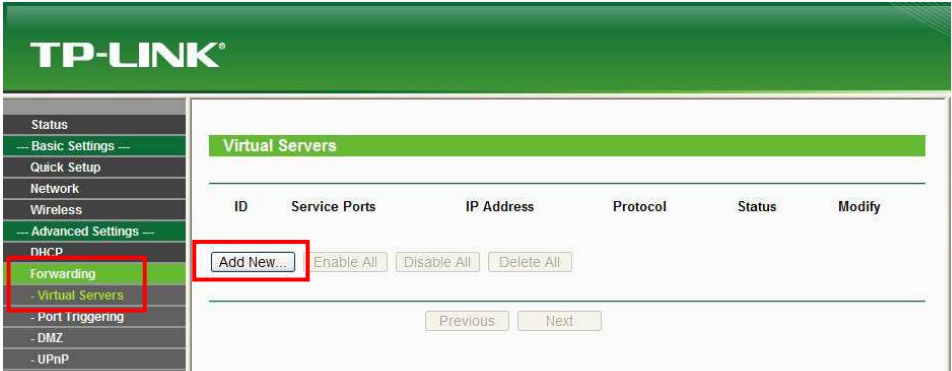 TP-LINK®
Status
--- Basic Settings ---
Quick Setup
Network
Wireless
--- Advanced Settings ---
DHCP
Forwarding
- Virtual Servers
- Port Triggering
- DMZ
- UPnP
Virtual Servers
ID Service Ports IP Address Protocol Status Modify
Add New... Enable All Disable All Delete All
Previous Next